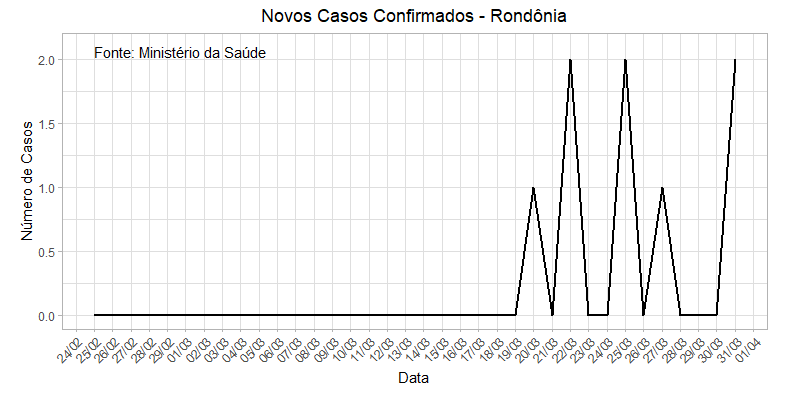 Novos Casos Confirmados - Rondônia
Fonte: Ministério da Saúde
2.0
1.5
1.0
0.5
0.0
Número de Casos
24/02 25/02 26/02 27/02 28/02 29/02 01/03 02/03 03/03 04/03 05/03 06/03 07/03 08/03 09/03 10/03 11/03 12/03 13/03 14/03 15/03 16/03 17/03 18/03 19/03 20/03 21/03 22/03 23/03 24/03 25/03 26/03 27/03 28/03 29/03 30/03 31/03 01/04
Data